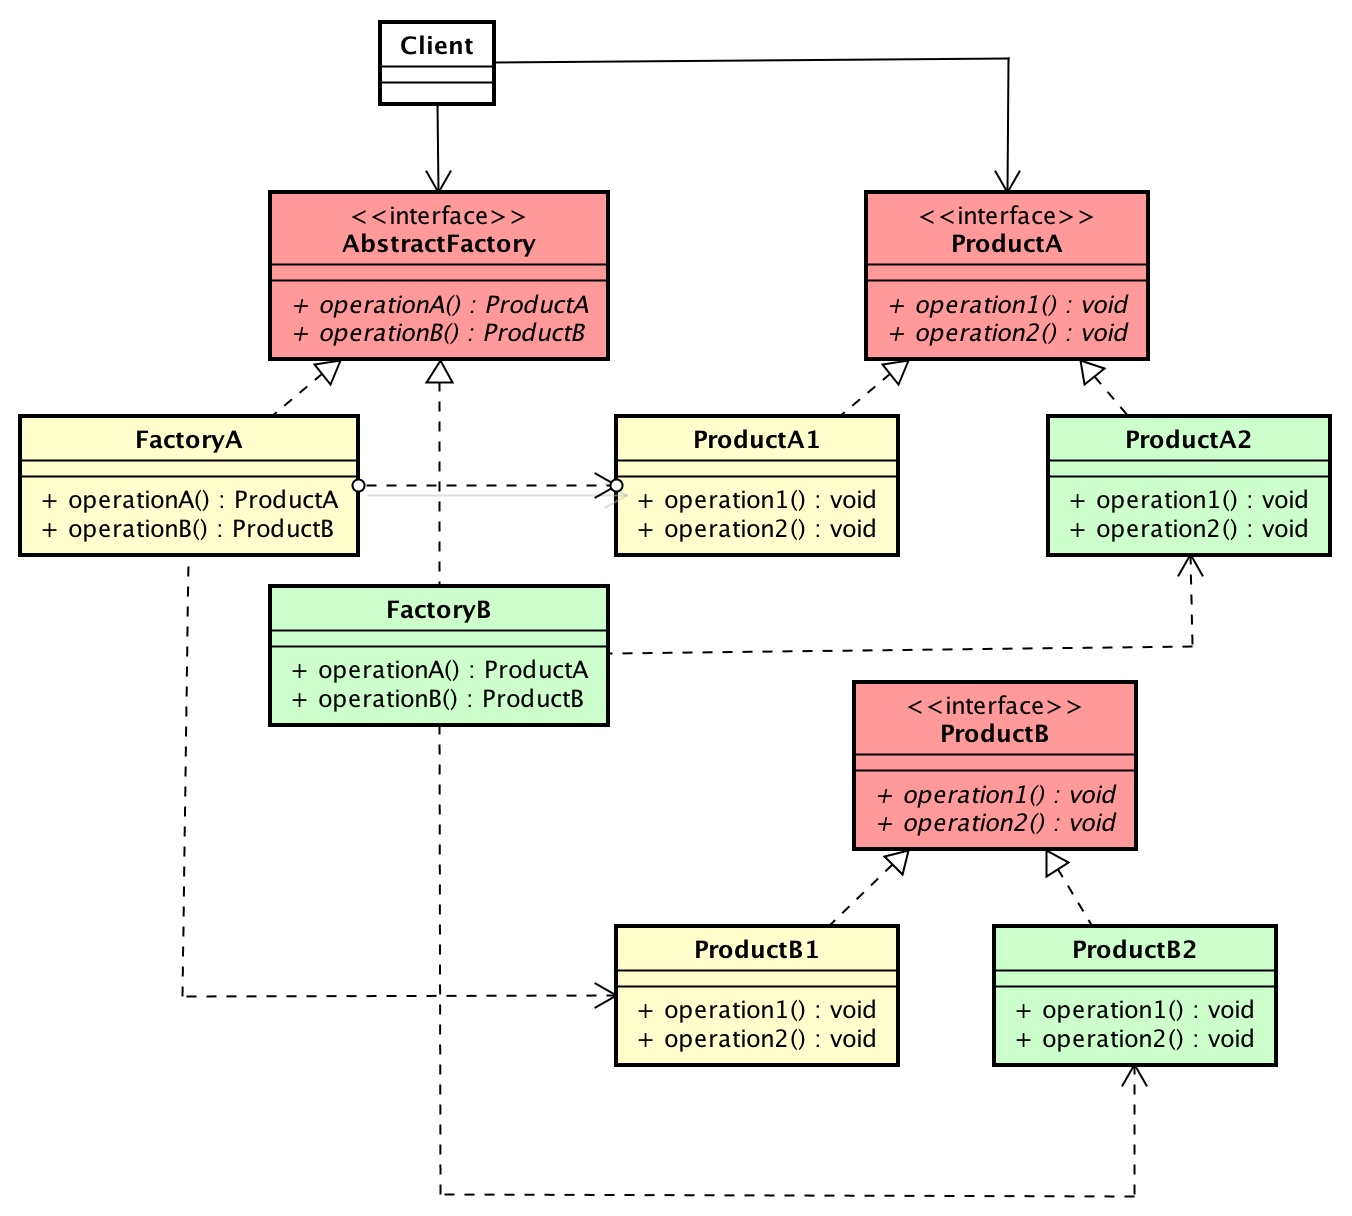 Client
<<interface>>
AbstractFactory
+ operationA() : ProductA
+ operationB() : ProductB
<<interface>>
ProductA
+ operation1() : void
+ operation2() : void
FactoryA
+ operationA() : ProductA
+ operationB() : ProductB
ProductA1
+ operation1() : void
+ operation2() : void
ProductA2
+ operation1() : void
+ operation2() : void
FactoryB
+ operationA() : ProductA
+ operationB() : ProductB
<<interface>>
ProductB
+ operation1() : void
+ operation2() : void
ProductB1
+ operation1() : void
+ operation2() : void
ProductB2
+ operation1() : void
+ operation2() : void